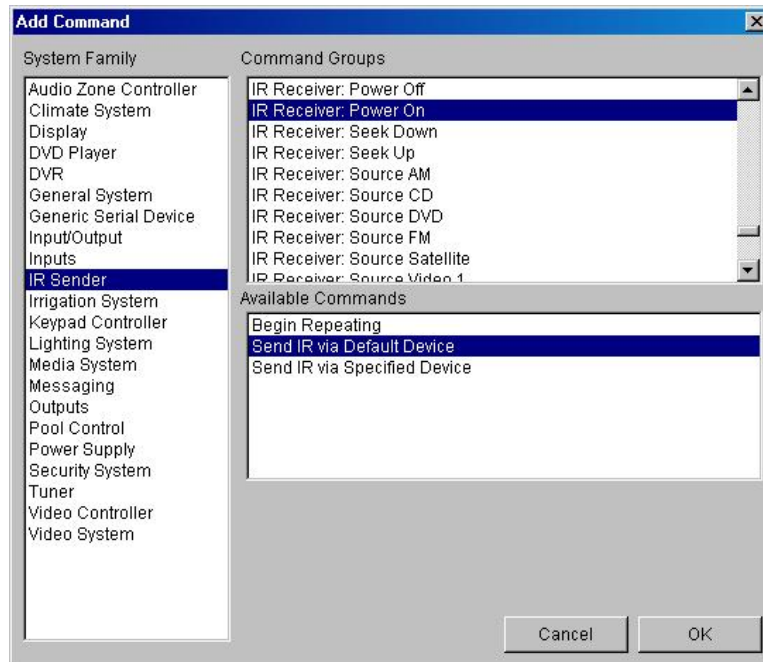 Add Command
System Family
Audio Zone Controller
Climate System
Display
DVD Player
DVR
General System
Generic Serial Device
Input/Output
Inputs
IR Sender
Irrigation System
Keypad Controller
Lighting System
Media System
Messaging
Outputs
Pool Control
Power Supply
Security System
Tuner
Video Controller
Video System
Command Groups
IR Receiver: Power Off
IR Receiver: Power On
IR Receiver: Seek Down
IR Receiver: Seek Up
IR Receiver: Source AM
IR Receiver: Source CD
IR Receiver: Source DVD
IR Receiver: Source FM
IR Receiver: Source Satellite
IR Receiver: Source Video 1
Available Commands
Begin Repeating
Send IR via Default Device
Send IR via Specified Device
Cancel
OK